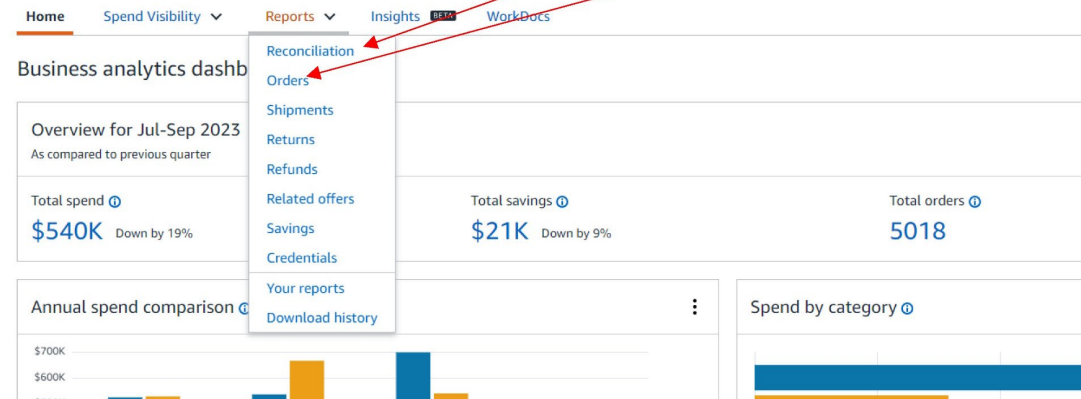 Home Spend Visibility Reports Insights BETA WorkDocs
Reconciliation
Business analytics dashb
Orders
Shipments
Overview for Jul-Sep 2023
Returns
As compared to previous quarter
Refunds
Related offers
Total spend Total savings Total orders
Savings
$540K Down by 19% $21K Down by 9% 5018
Credentials
Your reports
Annual spend comparison Spend by category
Download history
$700K
$600K